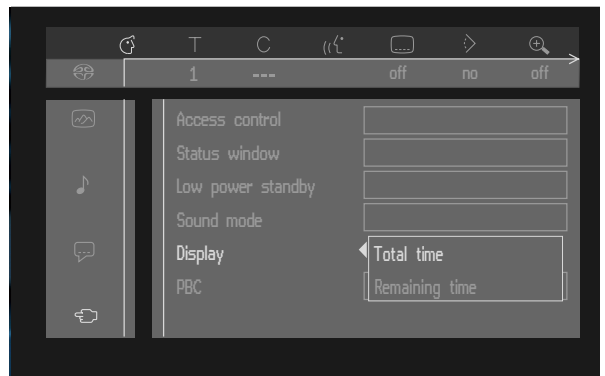 T C
1 --- off no off
Access control
Status window
Low power standby
Sound mode
Display Total time
PBC Remaining time